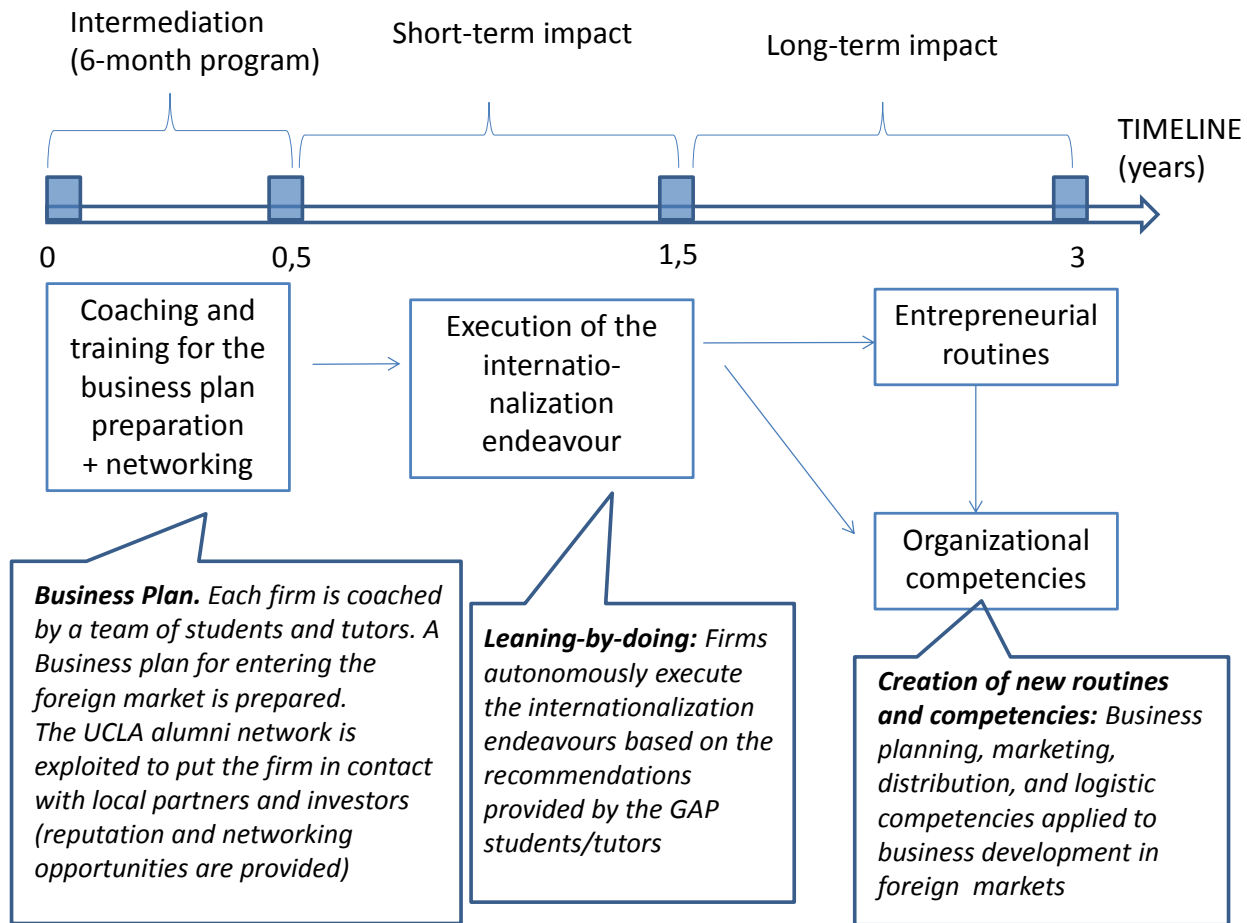 Intermediation
(6-month program)
Short-term impact
Long-term impact
TIMELINE
(years)
0
0,5
1,5
3
Coaching and
training for the
business plan
preparation
+ networking
Execution of the
internatio-
nalization
endeavour
Entrepreneurial
routines
Organizational
competencies
Business Plan. Each firm is coached
by a team of students and tutors. A
Business plan for entering the
foreign market is prepared.
The UCLA alumni network is
exploited to put the firm in contact
with local partners and investors
(reputation and networking
opportunities are provided)
Leaning-by-doing: Firms
autonomously execute
the internationalization
endeavours based on the
recommendations
provided by the GAP
students/tutors
Creation of new routines
and competencies: Business
planning, marketing,
distribution, and logistic
competencies applied to
business development in
foreign markets